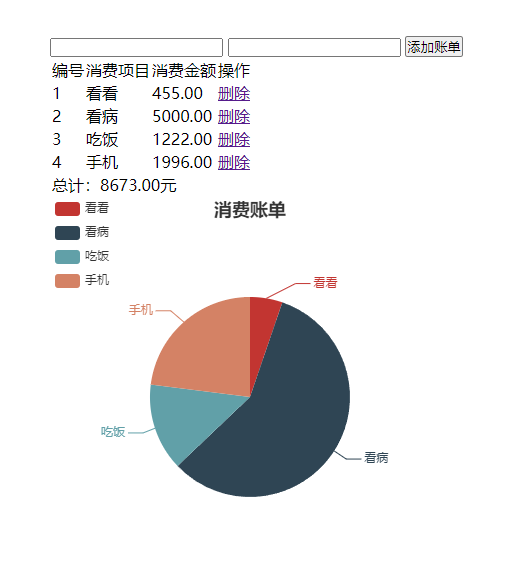 添加账单
编号消费项目消费金额操作
1 看看 455.00 删除
2 看病 5000.00 删除
3 吃饭 1222.00 删除
4 手机 1996.00 删除
总计：8673.00元
消费账单
看看
看病
吃饭
手机
看看
手机
吃饭
看病